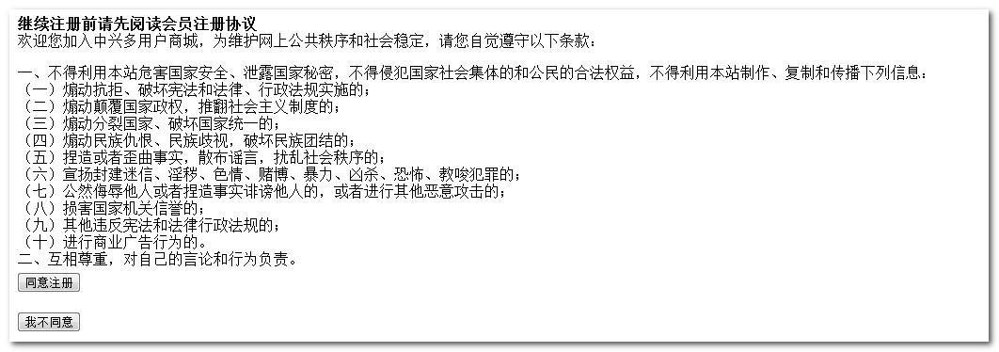 继续注册前请先阅读会员注册协议
欢迎您加入中兴多用户商城，为维护网上公共秩序和社会稳定，请您自觉遵守以下条款：
一、不得利用本站危害国家安全、泄露国家秘密，不得侵犯国家社会集体的和公民的合法权益，不得利用本站制作、复制和传播下列信息：
（一）煽动抗拒、破坏宪法和法律、行政法规实施的；
（二）煽动颠覆国家政权，推翻社会主义制度的；
（三）煽动分裂国家、破坏国家统一的；
（四）煽动民族仇恨、民族歧视，破坏民族团结的；
（五）捏造或者歪曲事实，散布谣言，扰乱社会秩序的；
（六）宣扬封建迷信、淫秽、色情、赌博、暴力、凶杀、恐怖、教唆犯罪的；
（七）公然侮辱他人或者捏造事实诽谤他人的，或者进行其他恶意攻击的；
（八）损害国家机关信誉的；
（九）其他违反宪法和法律行政法规的；
（十）进行商业广告行为的。
二、互相尊重，对自己的言论和行为负责。
同意注册
我不同意